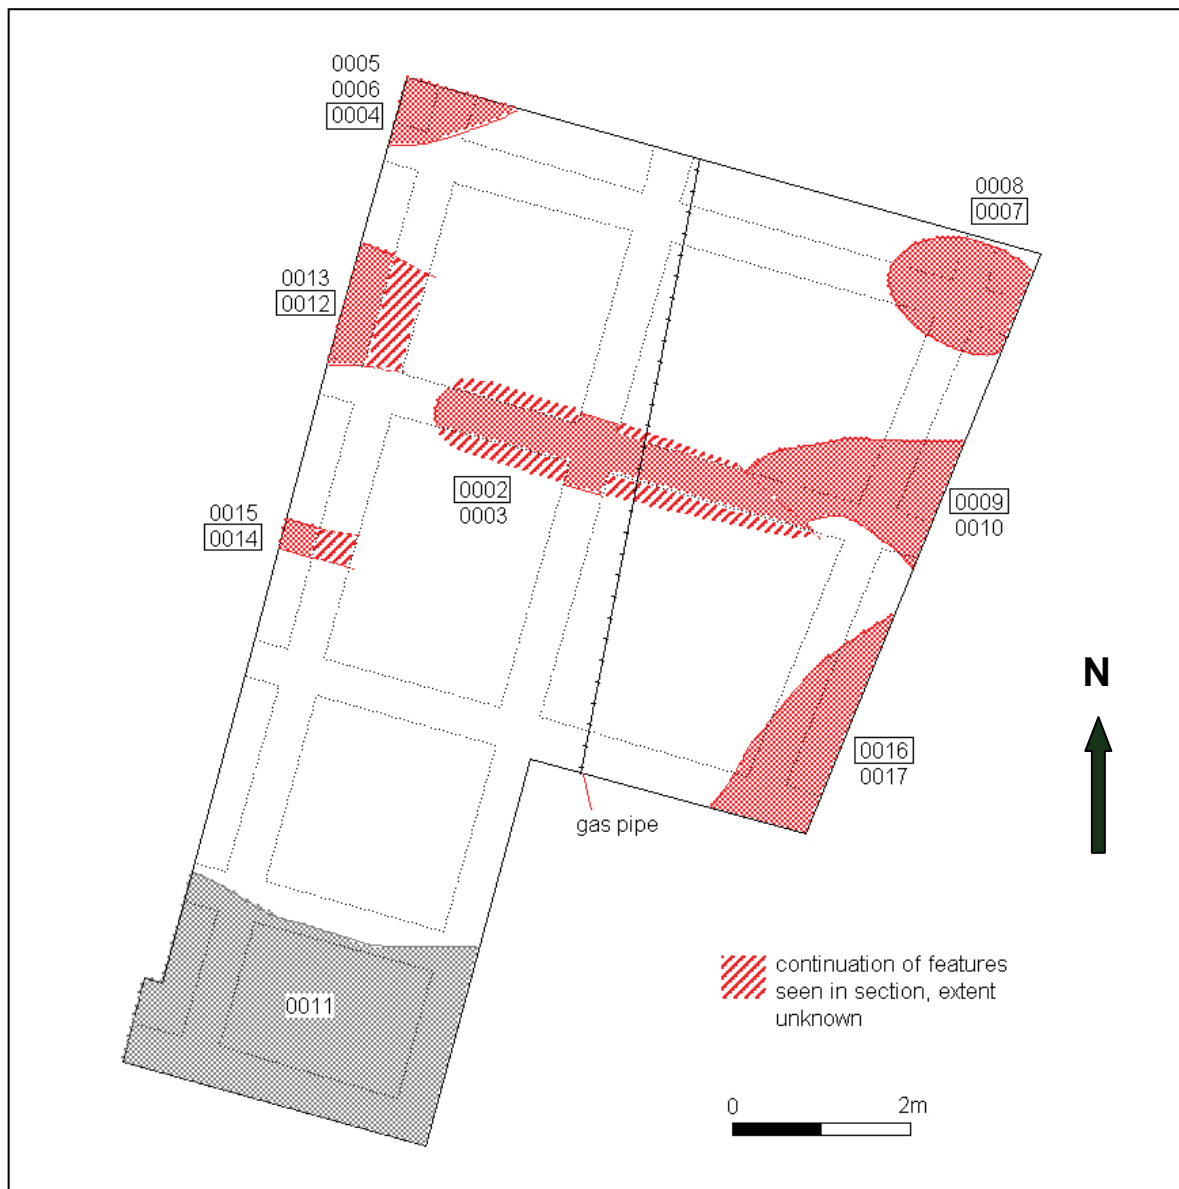 0005
0006
0004
0008
0007
0013
0012
0002
0003
0009
0010
0015
0014
N
0016
0017
gas pipe
continuation of features
seen in section, extent
unknown
0011
0 2m